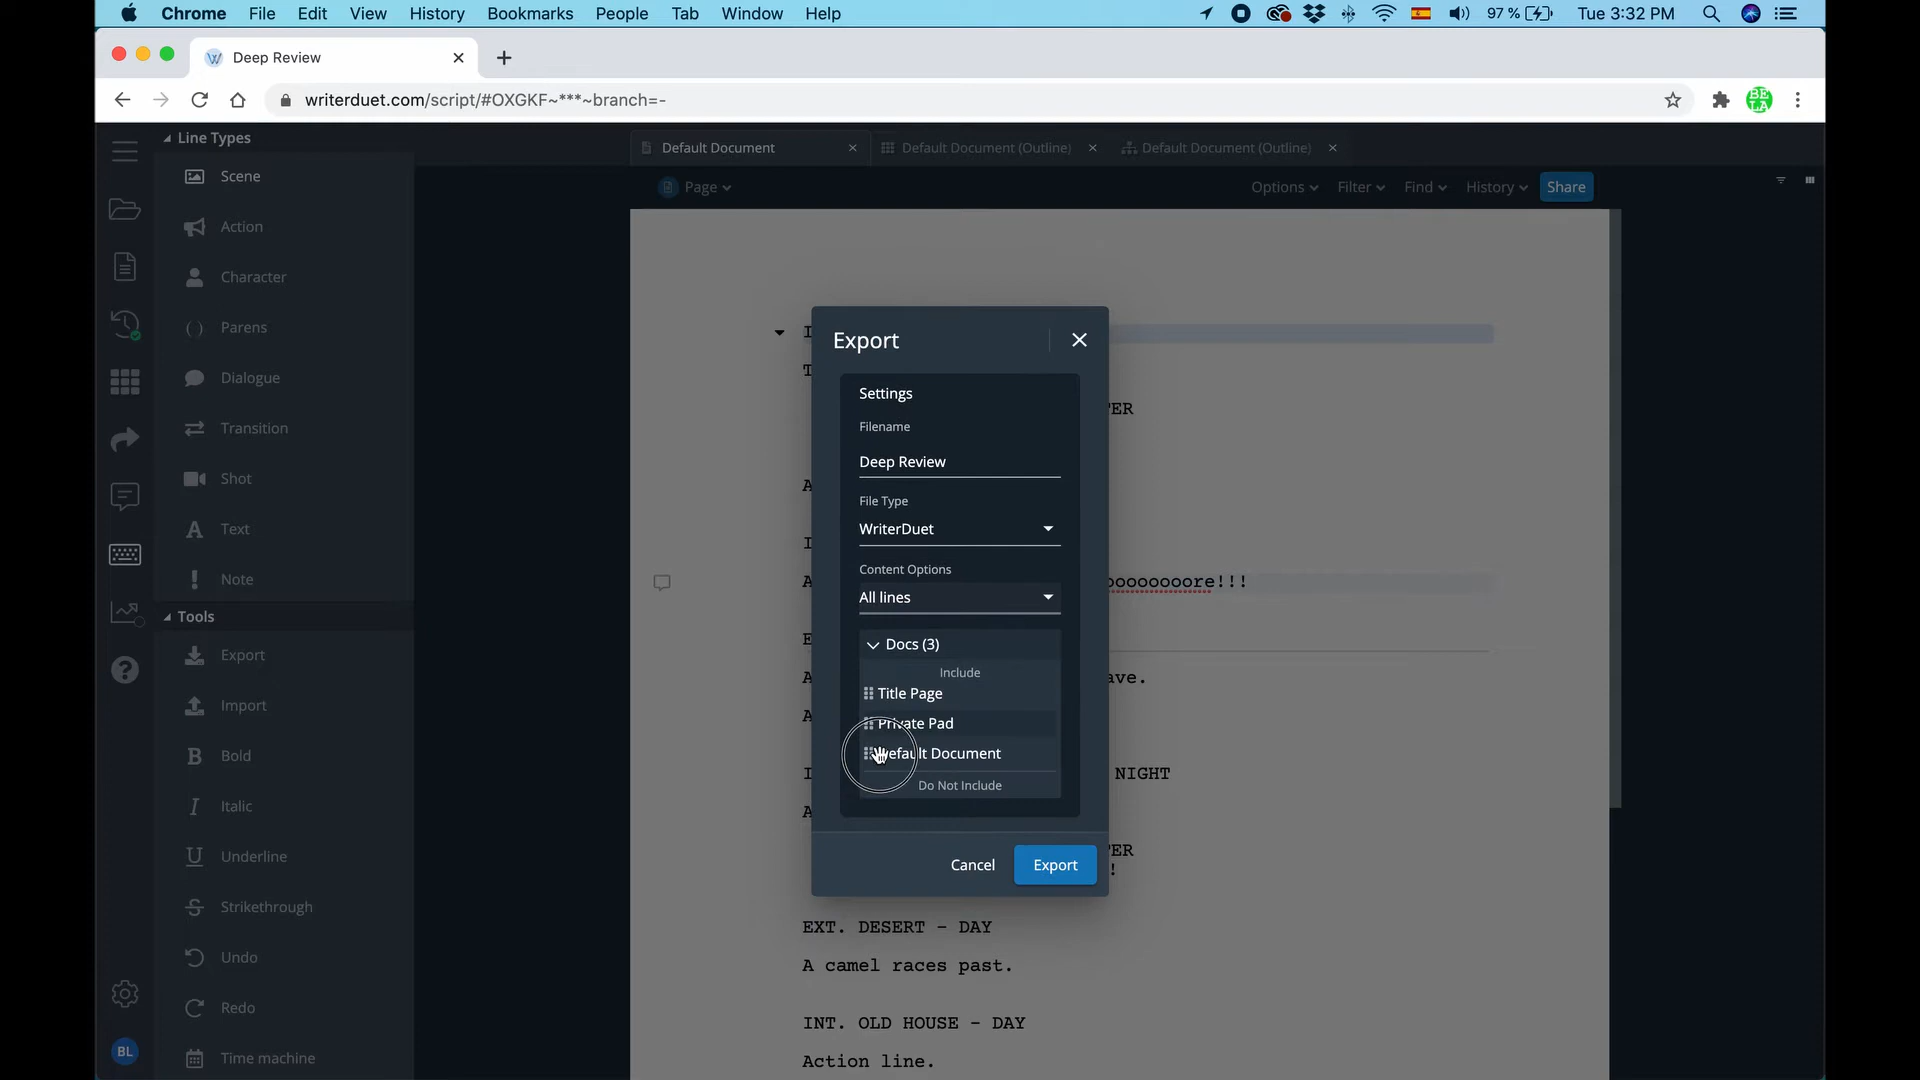 Chrome File Edit View History Bookmarks People Tab Window Help 97 % Tue 3:32 PM
Deep Review
writerduet.com/script/#OXGKF~***~branch=-
Line Types
Default Document
Default Document (Outline)
Default Document (Outline)
Scene
Page
Options
Filter
Find
History
Share
Action
Character
Parens
Dialogue
Transition
Shot
Text
Note
Tools
Export
Import
Bold
Italic
Underline
Strikethrough
Undo
Redo
Time machine
BL
Export
Settings
Filename
Deep Review
File Type
WriterDuet
Content Options
All lines
Docs (3)
Include
Title Page
Private Pad
Default Document
Do Not Include
Cancel
Export
EXT. DESERT - DAY
A camel races past.
INT. OLD HOUSE - DAY
Action line.